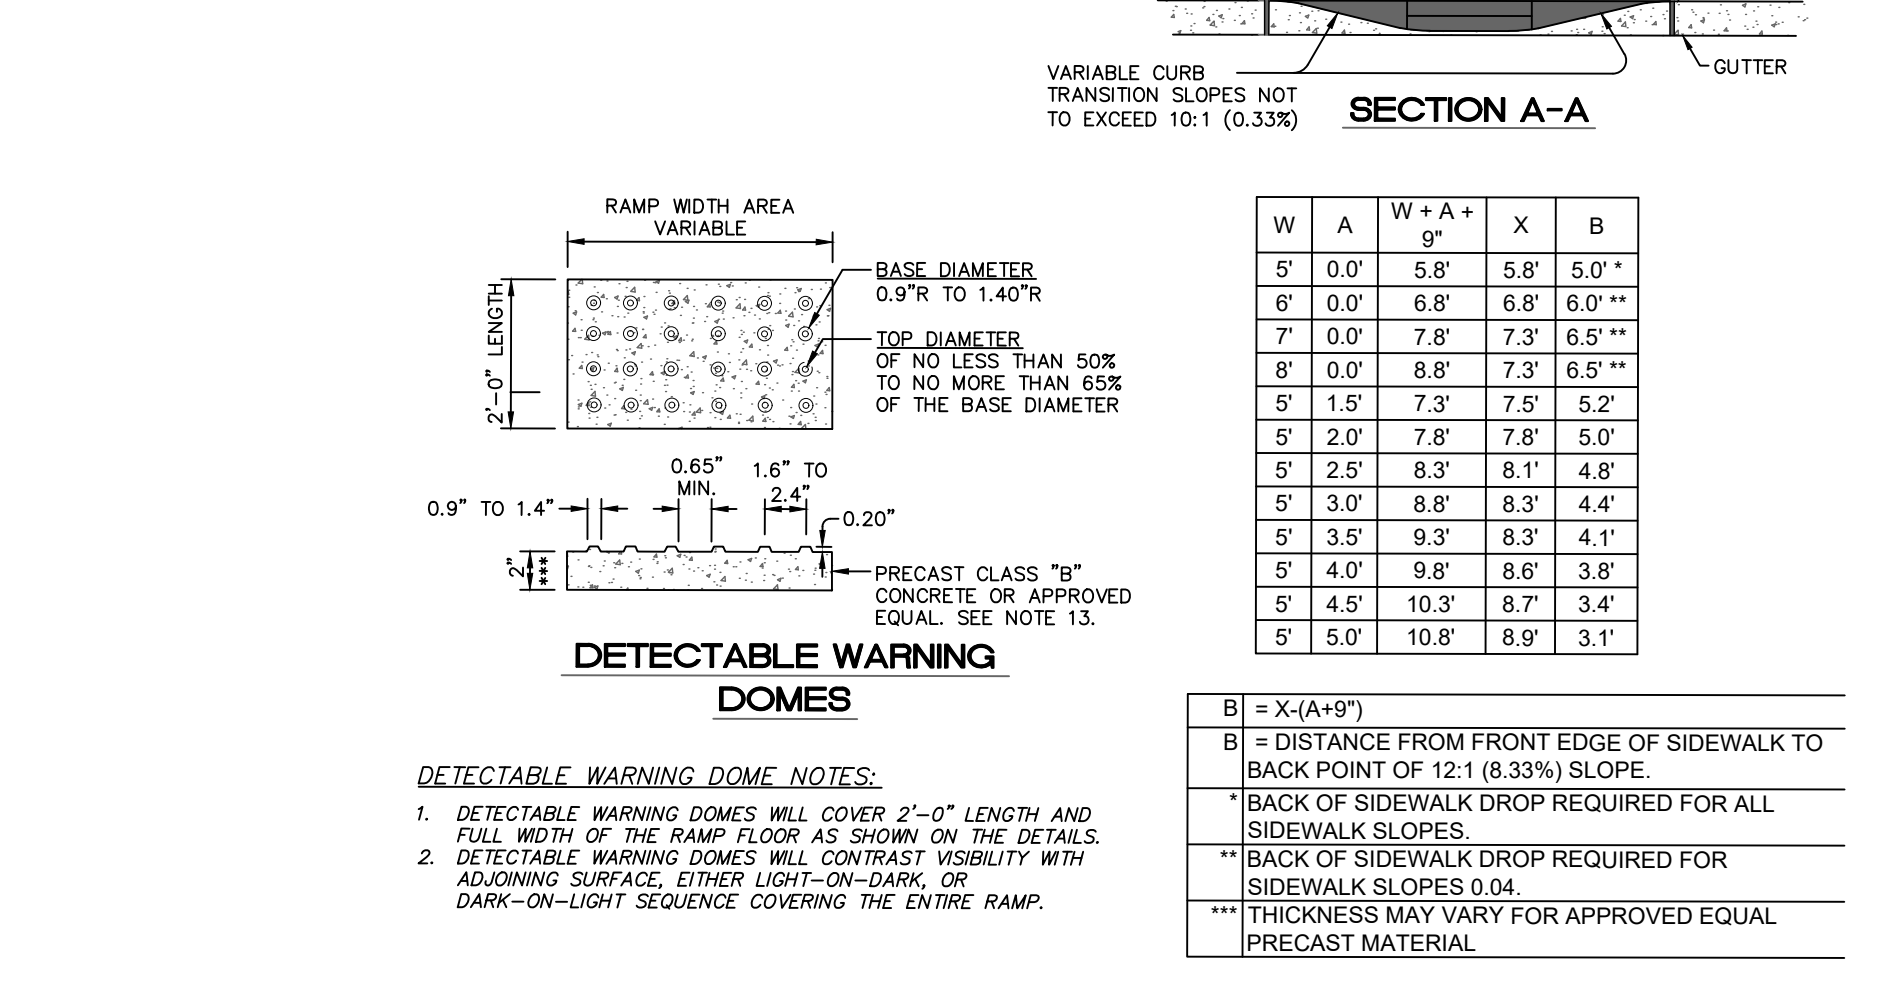 VARIABLE CURB
TRANSITION SLOPES NOT
TO EXCEED 10:1 (0.33%)
GUTTER
SECTION A-A
RAMP WIDTH AREA
VARIABLE
2'-0" LENGTH
BASE DIAMETER
0.9"R TO 1.40"R
TOP DIAMETER
OF NO LESS THAN 50%
TO NO MORE THAN 65%
OF THE BASE DIAMETER
0.65"
MIN.
1.6" TO
2.4"
0.9" TO 1.4"
0.20"
2"
***
PRECAST CLASS "B"
CONCRETE OR APPROVED
EQUAL. SEE NOTE 13.
DETECTABLE WARNING
DOMES
DETECTABLE WARNING DOME NOTES:
1. DETECTABLE WARNING DOMES WILL COVER 2'-0" LENGTH AND
FULL WIDTH OF THE RAMP FLOOR AS SHOWN ON THE DETAILS.
2. DETECTABLE WARNING DOMES WILL CONTRAST VISIBILITY WITH
ADJOINING SURFACE, EITHER LIGHT-ON-DARK, OR
DARK-ON-LIGHT SEQUENCE COVERING THE ENTIRE RAMP.
W A W + A + 9" X B
5' 0.0' 5.8' 5.8' 5.0' *
6' 0.0' 6.8' 6.8' 6.0' **
7' 0.0' 7.8' 7.3' 6.5' **
8' 0.0' 8.8' 7.3' 6.5' **
5' 1.5' 7.3' 7.5' 5.2'
5' 2.0' 7.8' 7.8' 5.0'
5' 2.5' 8.3' 8.1' 4.8'
5' 3.0' 8.8' 8.3' 4.4'
5' 3.5' 9.3' 8.3' 4.1'
5' 4.0' 9.8' 8.6' 3.8'
5' 4.5' 10.3' 8.7' 3.4'
5' 5.0' 10.8' 8.9' 3.1'
B = X-(A+9")
B = DISTANCE FROM FRONT EDGE OF SIDEWALK TO
BACK POINT OF 12:1 (8.33%) SLOPE.
* BACK OF SIDEWALK DROP REQUIRED FOR ALL
SIDEWALK SLOPES.
** BACK OF SIDEWALK DROP REQUIRED FOR
SIDEWALK SLOPES 0.04.
*** THICKNESS MAY VARY FOR APPROVED EQUAL
PRECAST MATERIAL